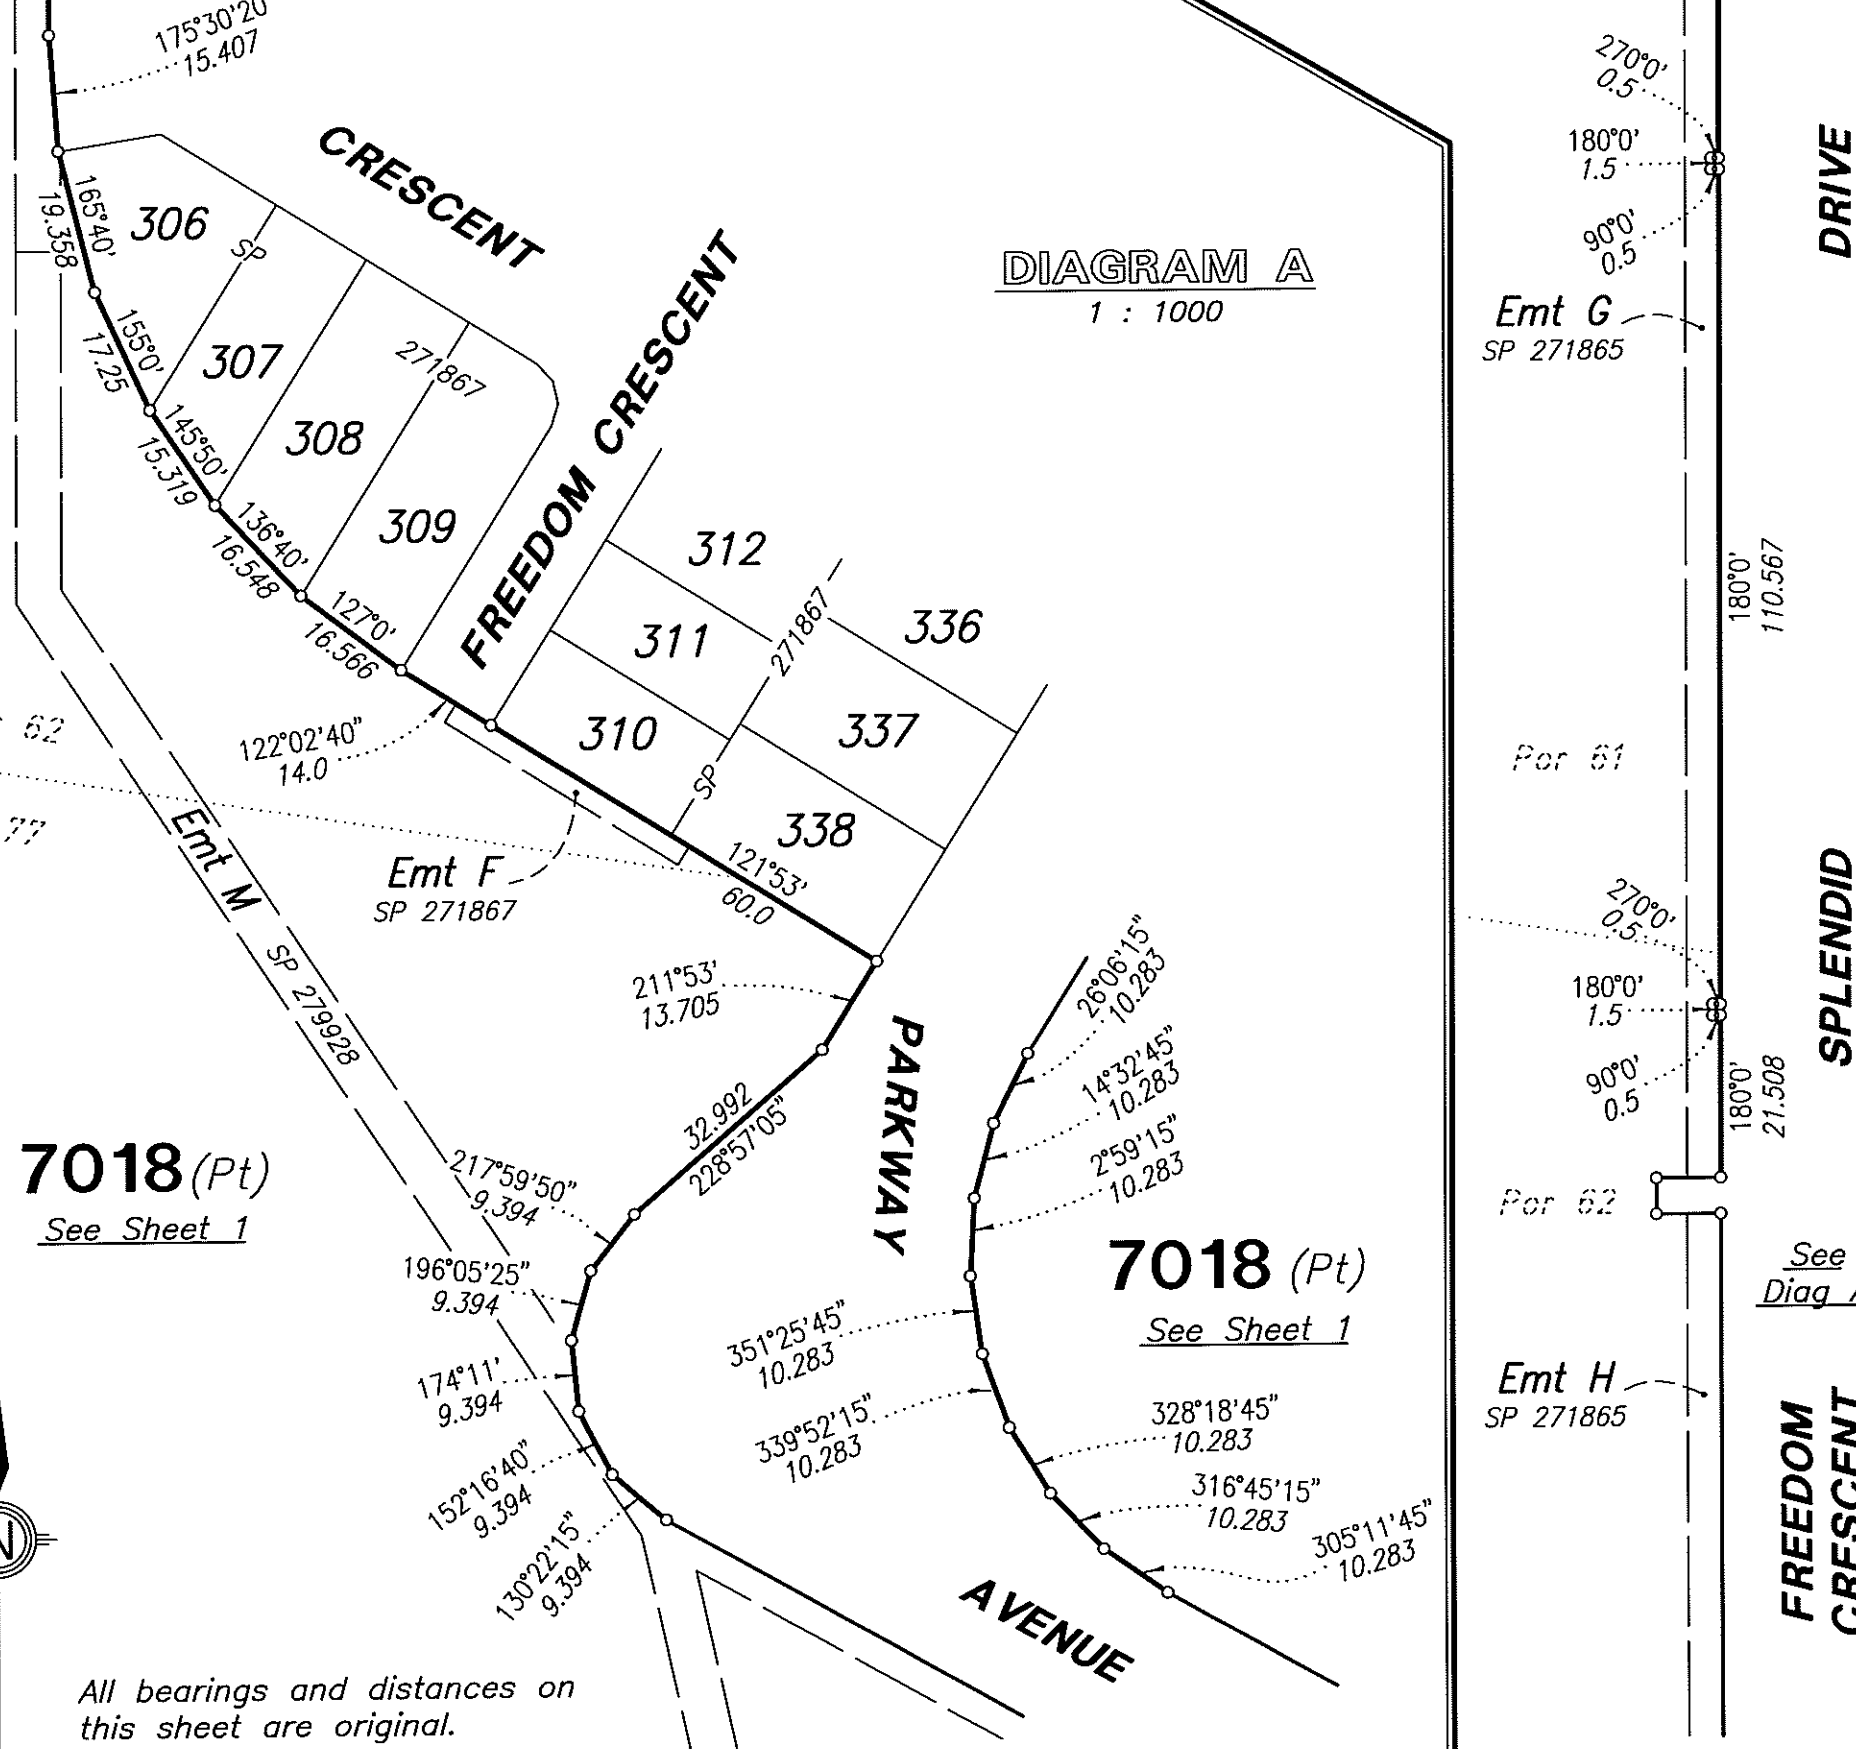 175°30'20
15.407
CRESCENT
DIAGRAM A
1 : 1000
306
SP
165°40'
19.358
307
155°0'
17.25
271867
308
145°50'
15.319
309
136°40'
16.548
127°0'
16.566
FREEDOM CRESCENT
312
311
271867
336
310
337
SP
338
122°02'40"
14.0
62
77
Emt M
SP 279928
Emt F
SP 271867
121°53'
60.0
211°53'
13.705
PARKWAY
32.992
228°57'05"
26°06'15"
10.283
14°32'45"
10.283
2°59'15"
10.283
7018 (Pt)
See Sheet 1
217°59'50"
9.394
196°05'25"
9.394
174°11'
9.394
152°16'40"
9.394
130°22'15"
9.394
351°25'45"
10.283
339°52'15"
10.283
7018 (Pt)
See Sheet 1
328°18'45"
10.283
316°45'15"
10.283
305°11'45"
10.283
AVENUE
All bearings and distances on
this sheet are original.
270°0'
0.5
180°0'
1.5
90°0'
0.5
DRIVE
Emt G
SP 271865
180°0'
110.567
Por 61
SPLENDID
270°0'
0.5
180°0'
1.5
90°0'
0.5
180°0'
21.508
Por 62
See
Diag A
Emt H
SP 271865
FREEDOM
CRESCENT